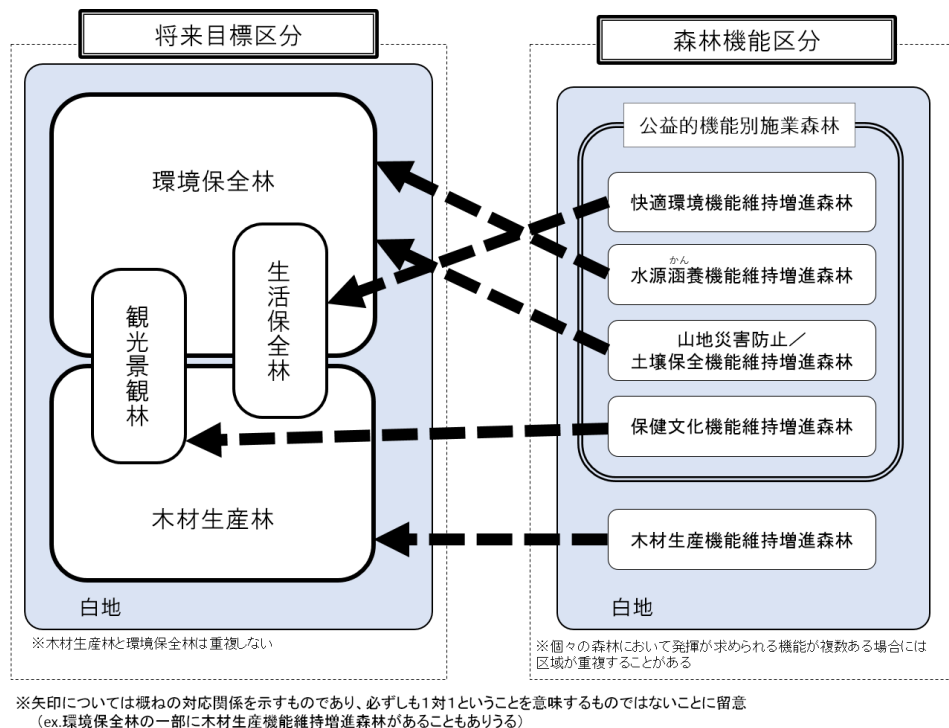 将来目標区分
環境保全林
生活保全林
観光景観林
木材生産林
白地
※木材生産林と環境保全林は重複しない
森林機能区分
公益的機能別施業森林
快適環境機能維持増進森林
かん
水源涵養機能維持増進森林
山地災害防止／
土壌保全機能維持増進森林
保健文化機能維持増進森林
木材生産機能維持増進森林
白地
※個々の森林において発揮が求められる機能が複数ある場合には
区域が重複することがある
※矢印については概ねの対応関係を示すものであり、必ずしも1対1ということを意味するものではないことに留意
（ex.環境保全林の一部に木材生産機能維持増進森林があることもありうる）